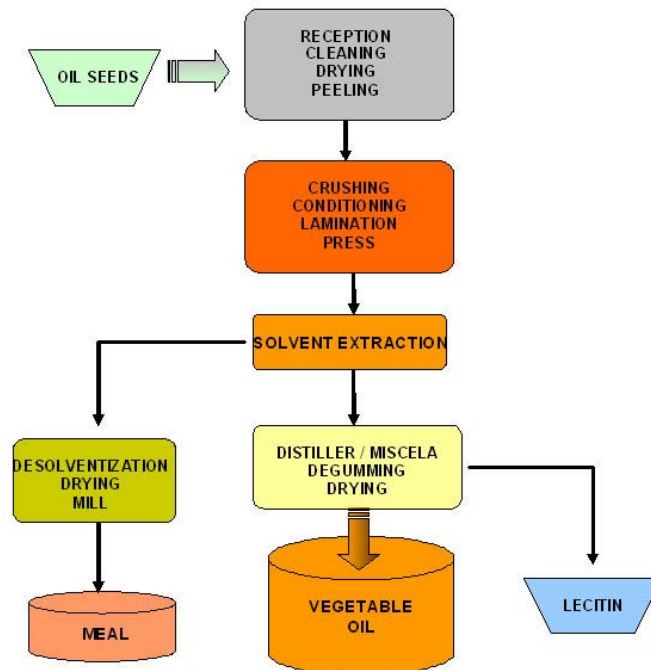 OIL SEEDS
RECEPTION
CLEANING
DRYING
PEELING
CRUSHING
CONDITIONING
LAMINATION
PRESS
SOLVENT EXTRACTION
DESOLVENTIZATION
DRYING
MILL
DISTILLER / MISCELA
DEGUMMING
DRYING
MEAL
VEGETABLE
OIL
LECITIN